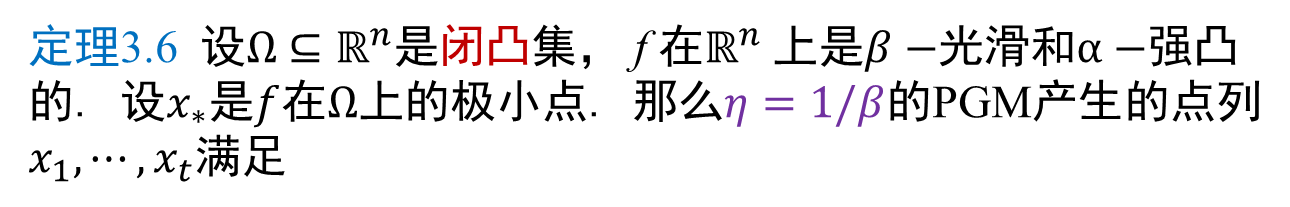 定理3.6 设Ω ⊆ ℝⁿ是闭凸集，f在ℝⁿ 上是β −光滑和α −强凸
的. 设x_*是f在Ω上的极小点. 那么η = 1/β的PGM产生的点列
x₁, ⋯ , x_t满足